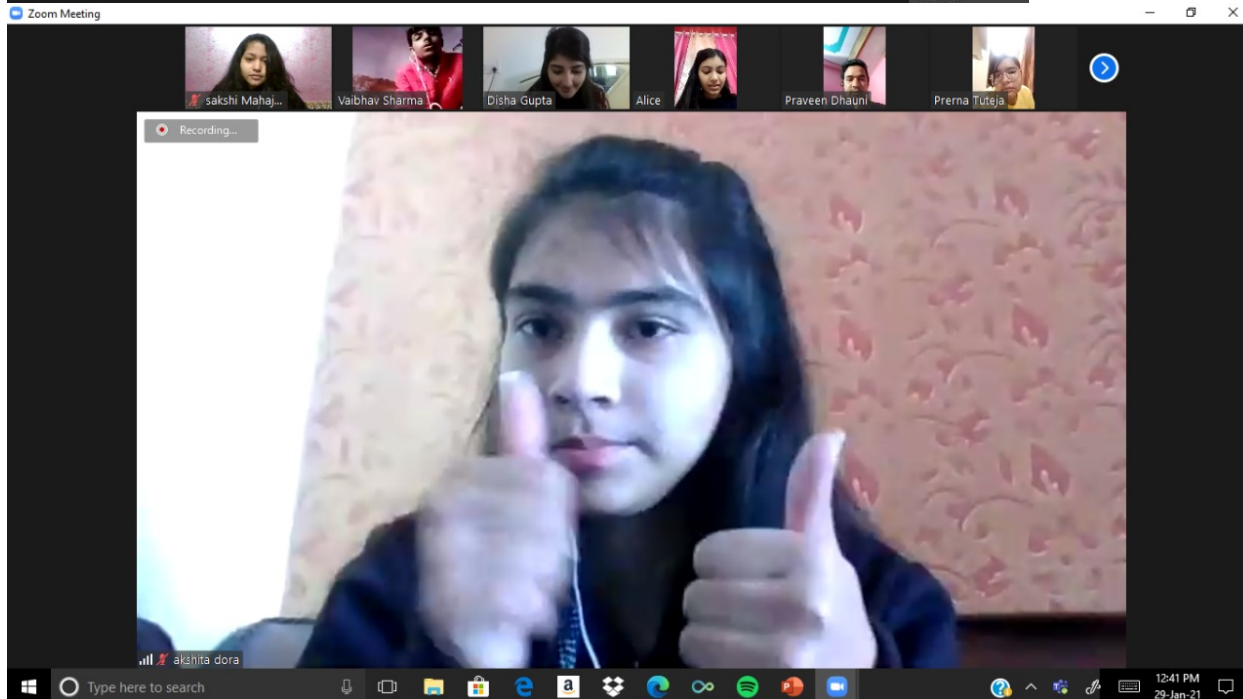 Zoom Meeting
sakshi Mahaj...
Vaibhav Sharma
Disha Gupta
Alice
Praveen Dhauni
Prerna Tuteja
Recording...
akshita dora
Type here to search
12:41 PM
29-Jan-21